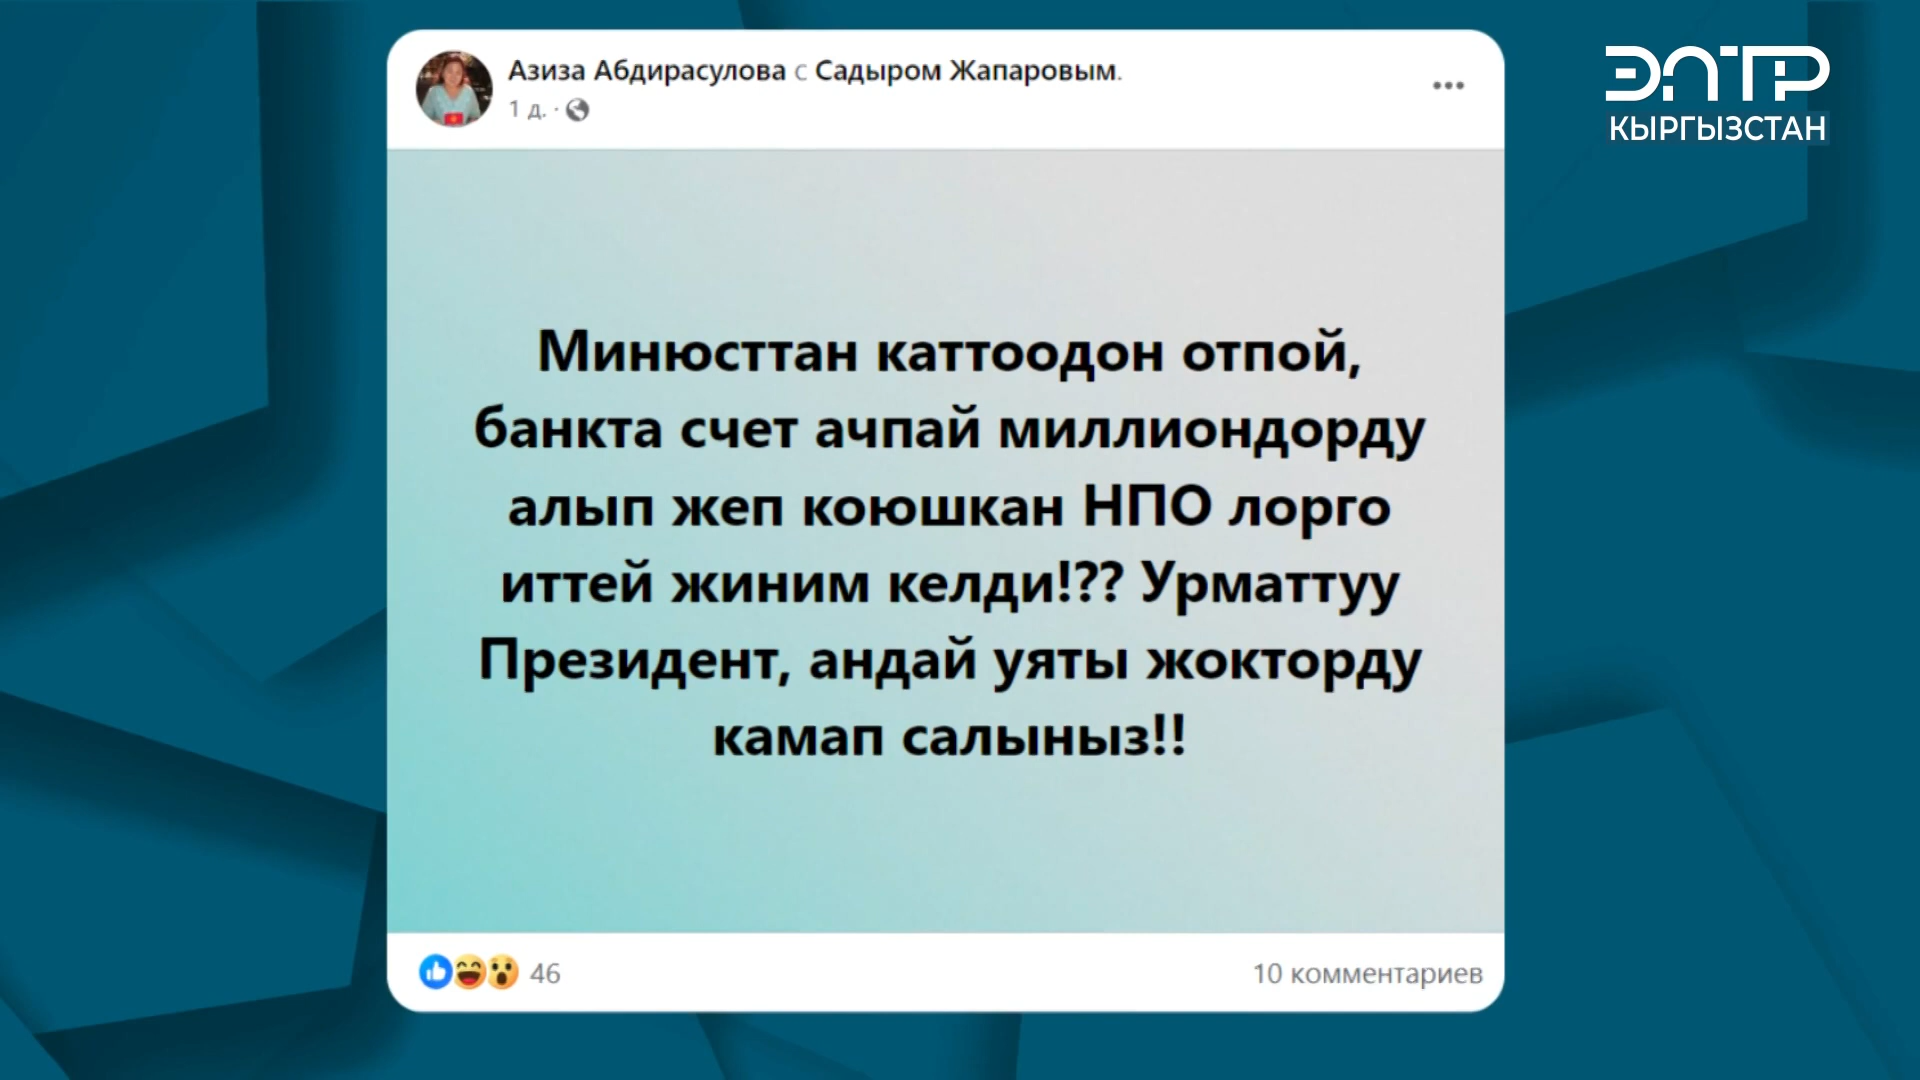 Азиза Абдирасулова с Садыром Жапаровым.
1 д. ·
ЭЛТР
КЫРГЫЗСТАН
Минюсттан каттоодон отпой,
банкта счет ачпай миллиондорду
алып жеп коюшкан НПО лорго
иттей жиним келди!?? Урматтуу
Президент, андай уяты жокторду
камап салыныз!!
46
10 комментариев